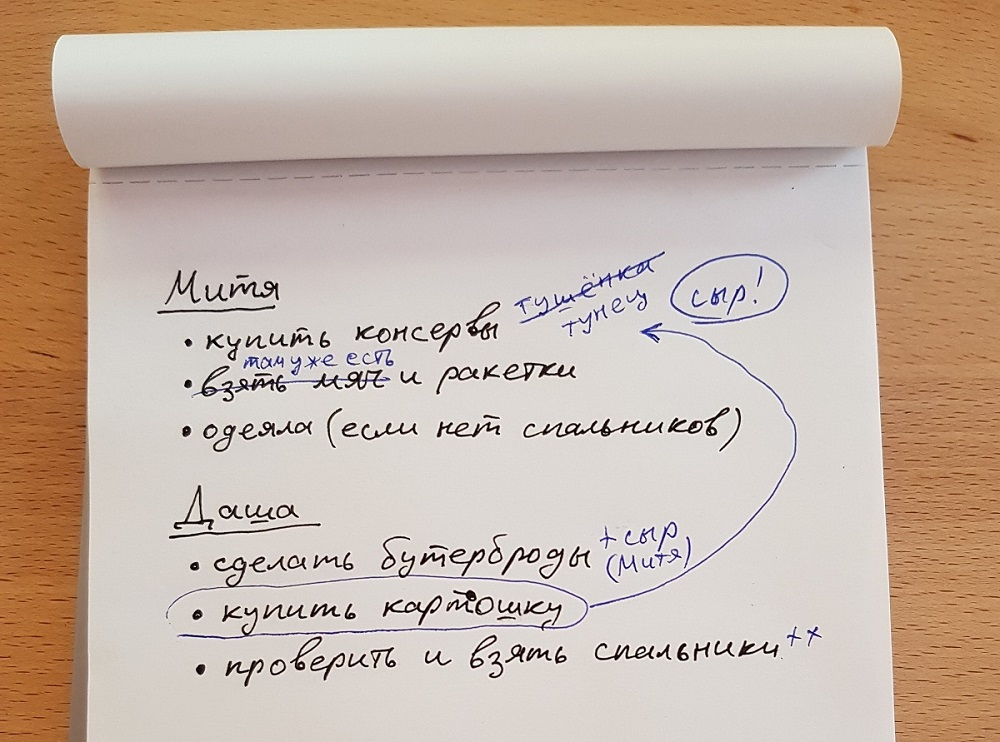 Митя
• купить консервы тушёнка сыр!
тунец
там уже есть
• взять мяч и ракетки
• одеяла (если нет спальников)
Даша
• сделать бутерброды + сыр
(Митя)
• купить картошку
• проверить и взять спальники ++